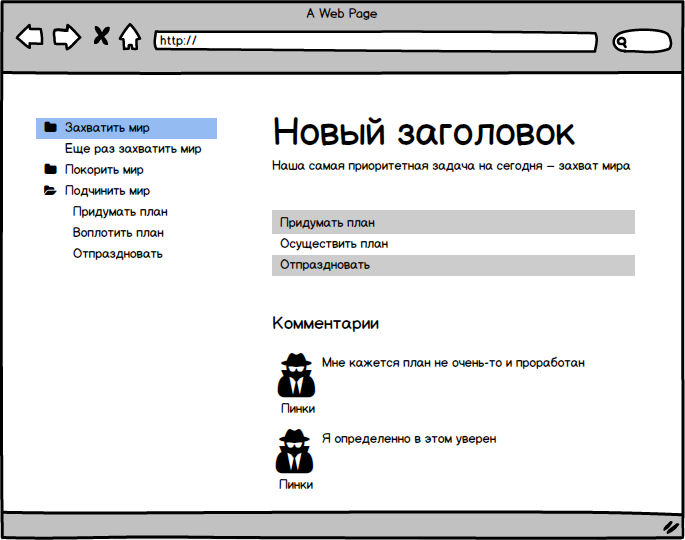 A Web Page
http://
Захватить мир
Еще раз захватить мир
Покорить мир
Подчинить мир
Придумать план
Воплотить план
Отпраздновать
Новый заголовок
Наша самая приоритетная задача на сегодня – захват мира
Придумать план
Осуществить план
Отпраздновать
Комментарии
Мне кажется план не очень-то и проработан
Пинки
Я определенно в этом уверен
Пинки